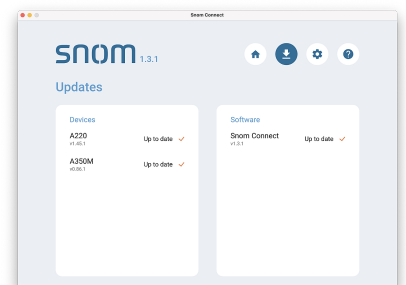 Snom Connect
snom 1.3.1
Updates
Devices
A220 Up to date
v1.45.1
A350M Up to date
v0.86.1
Software
Snom Connect Up to date
v1.3.1